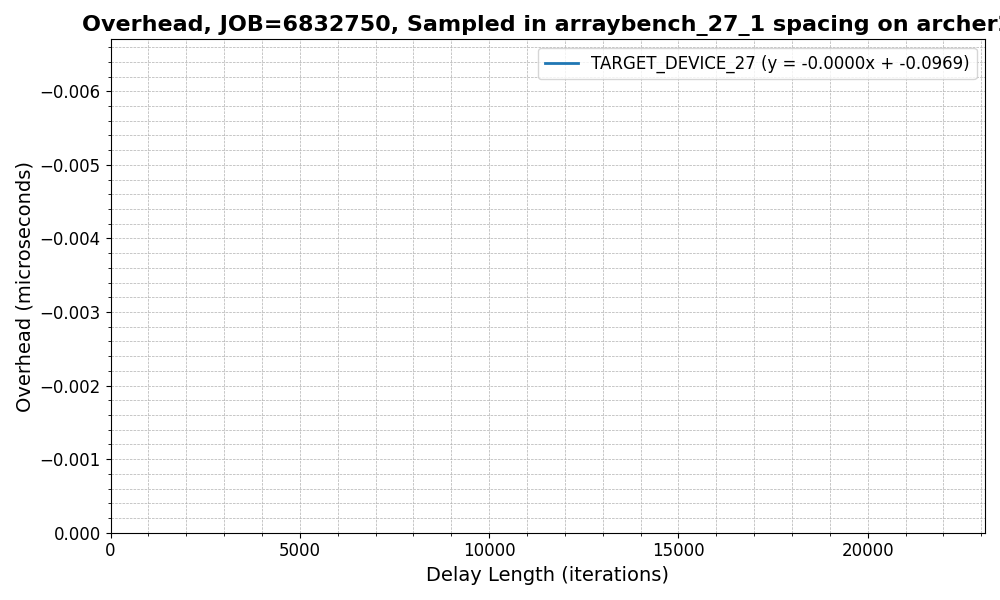 Overhead, JOB=6832750, Sampled in arraybench_27_1 spacing on archer
TARGET_DEVICE_27 (y = -0.0000x + -0.0969)
Overhead (microseconds)
−0.006
−0.005
−0.004
−0.003
−0.002
−0.001
0.000
0 5000 10000 15000 20000
Delay Length (iterations)